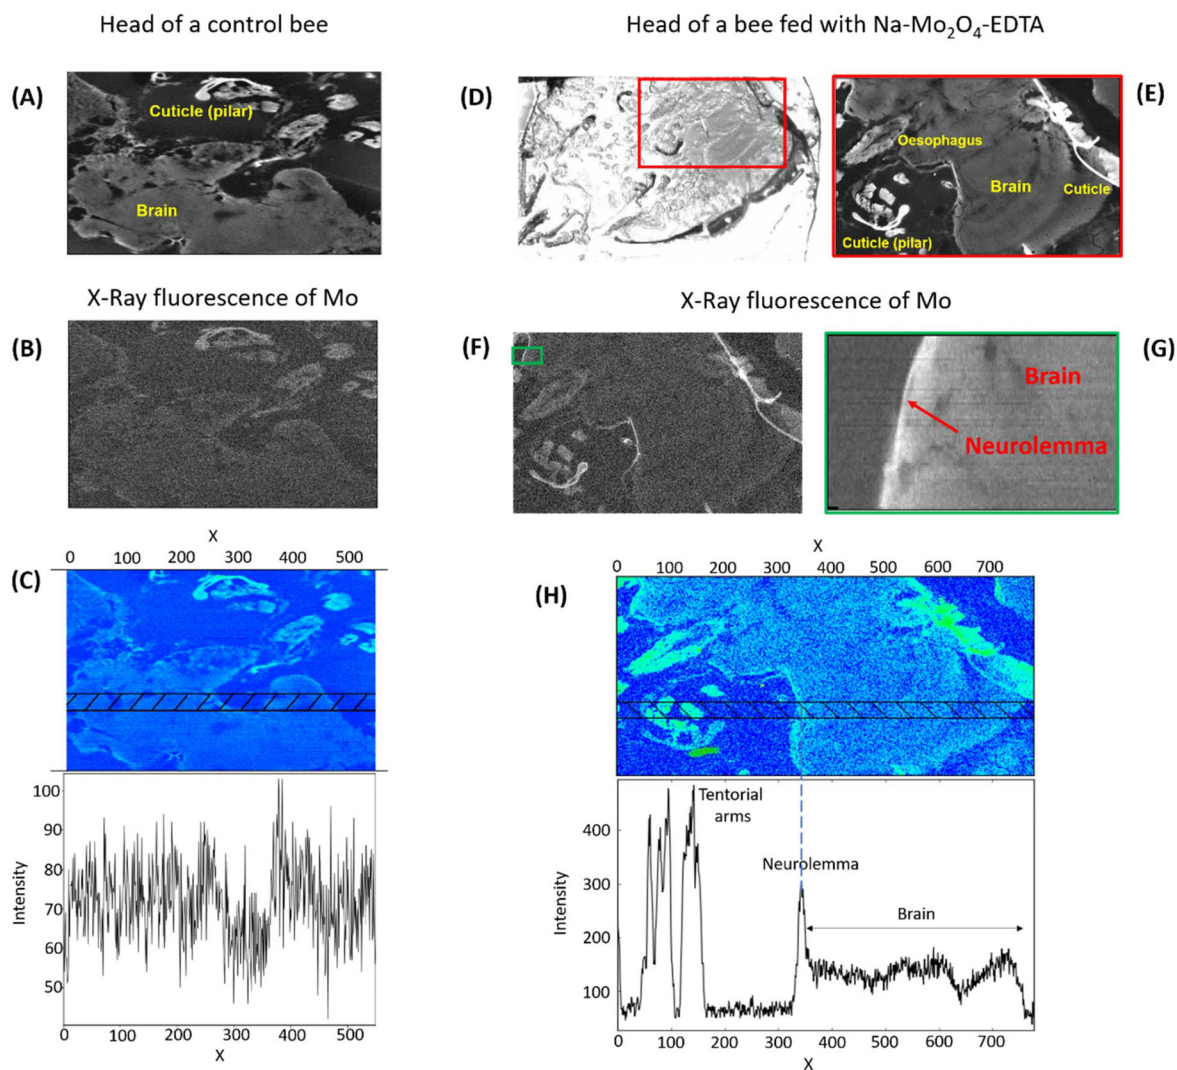 Head of a control bee
Head of a bee fed with Na-Mo₂O₄-EDTA
(A)
Cuticle (pilar)
Brain
(D)
(E)
Oesophagus
Brain
Cuticle
Cuticle (pilar)
X-Ray fluorescence of Mo
X-Ray fluorescence of Mo
(B)
(F)
(G)
Brain
Neurolemma
X
0 100 200 300 400 500
(C)
100
90
80
70
60
50
Intensity
0 100 200 300 400 500
X
X
0 100 200 300 400 500 600 700
(H)
Tentorial
arms
Neurolemma
Brain
400
300
200
100
Intensity
0 100 200 300 400 500 600 700
X